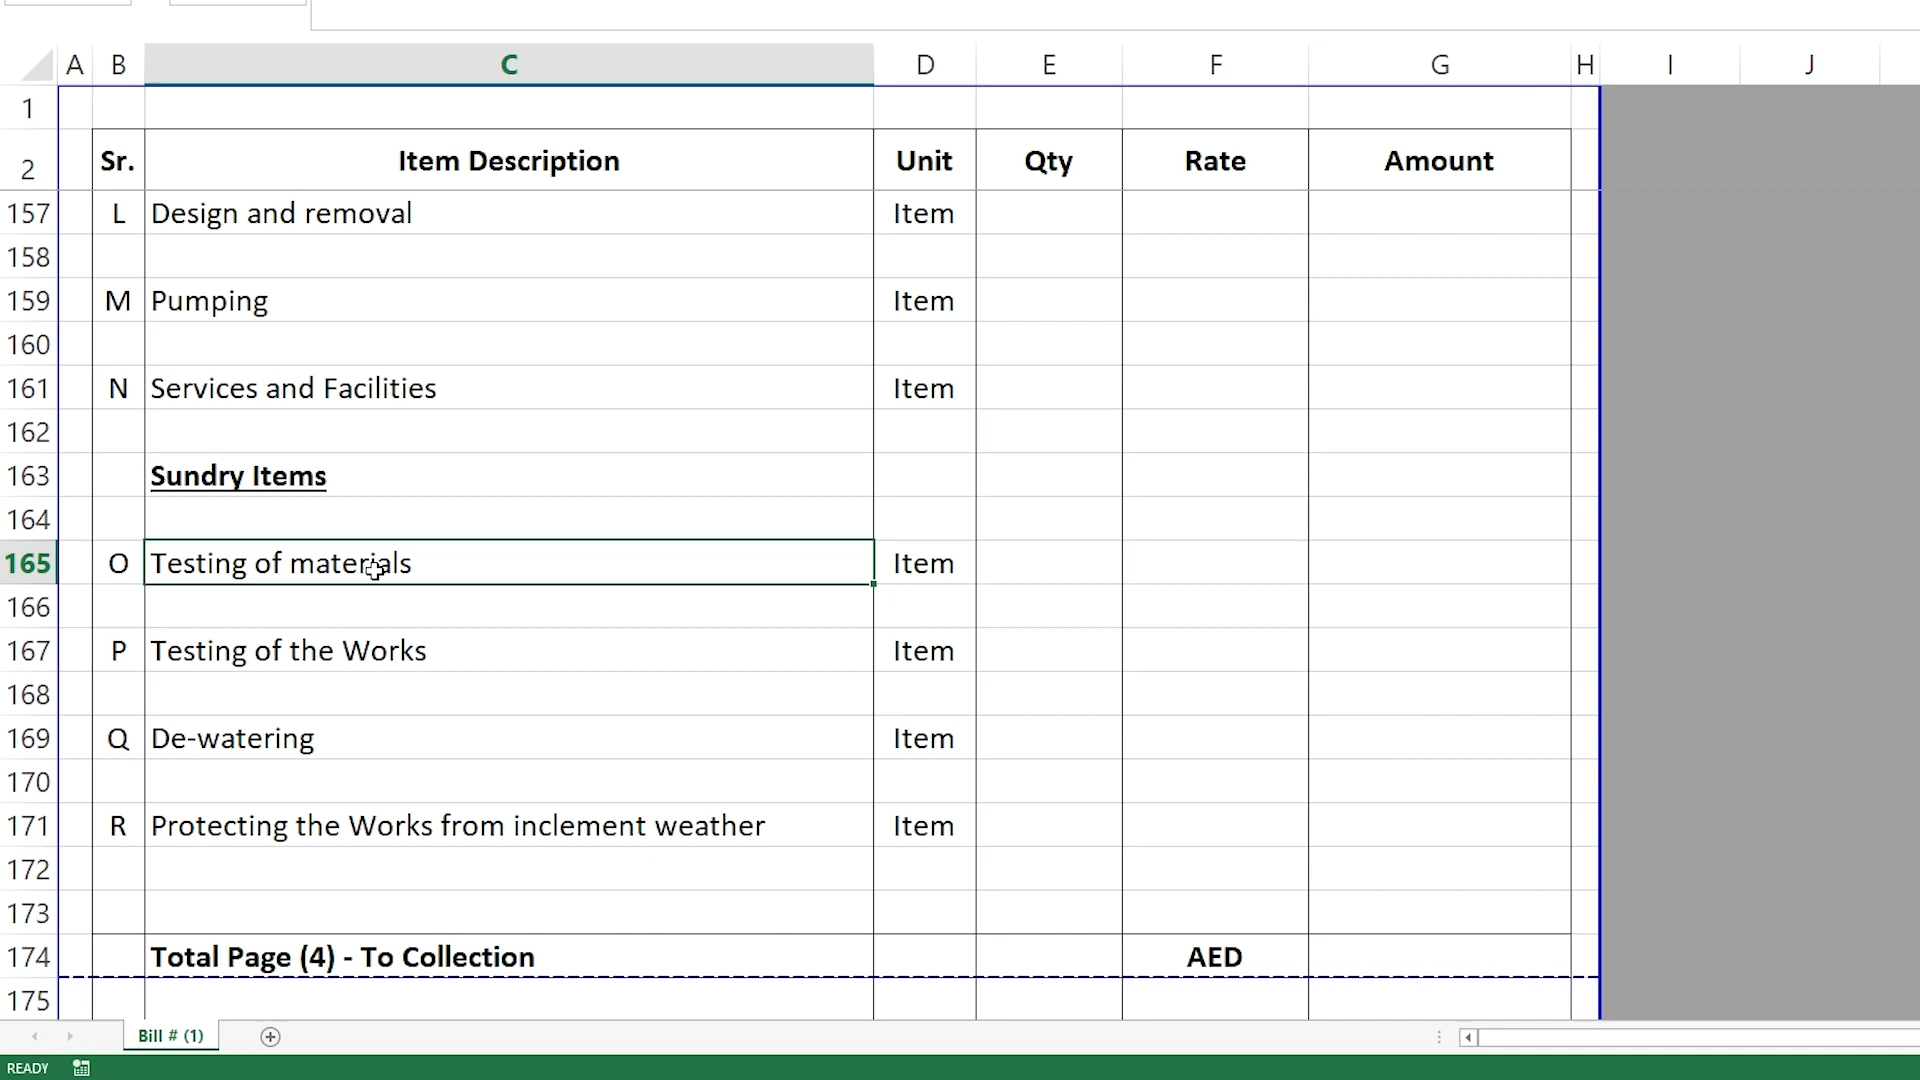 A B C D E F G H I J
1
2 Sr. Item Description Unit Qty Rate Amount
157 L Design and removal Item
158
159 M Pumping Item
160
161 N Services and Facilities Item
162
163 Sundry Items
164
165 O Testing of materials Item
166
167 P Testing of the Works Item
168
169 Q De-watering Item
170
171 R Protecting the Works from inclement weather Item
172
173
174 Total Page (4) - To Collection AED
175
Bill # (1)
READY